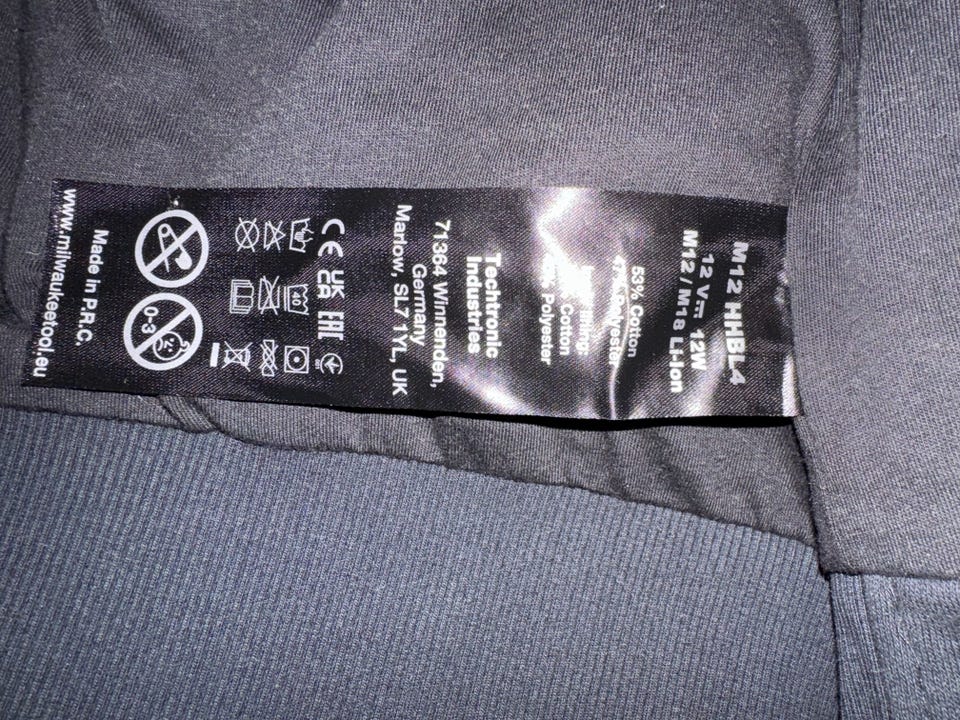 M12 HHBL4
12 V 12W
M12 / M18 Li-Ion
53% Cotton
47% Polyester
Cotton
Polyester
Techtronic
Industries
71364 Winnenden,
Germany
Marlow, SL7 1YL, UK
CE UK CA EAC
40
0-3
Made in P.R.C.
www.milwaukeetool.eu